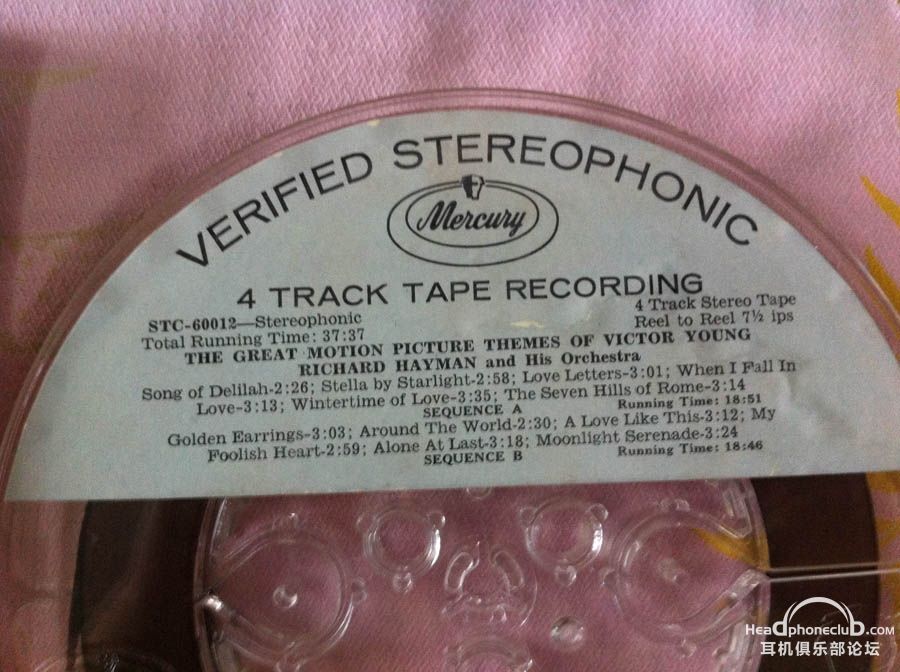 VERIFIED STEREOPHONIC
Mercury
4 TRACK TAPE RECORDING
STC-60012—Stereophonic
Total Running Time: 37:37
4 Track Stereo Tape
Reel to Reel 7½ ips
THE GREAT MOTION PICTURE THEMES OF VICTOR YOUNG
RICHARD HAYMAN and His Orchestra
Song of Delilah-2:26; Stella by Starlight-2:58; Love Letters-3:01; When I Fall In
Love-3:13; Wintertime of Love-3:35; The Seven Hills of Rome-3:14
SEQUENCE A
Running Time: 18:51
Golden Earrings-3:03; Around The World-2:30; A Love Like This-3:12; My
Foolish Heart-2:59; Alone At Last-3:18; Moonlight Serenade-3:24
SEQUENCE B
Running Time: 18:46
Headphoneclub.com
耳机俱乐部论坛